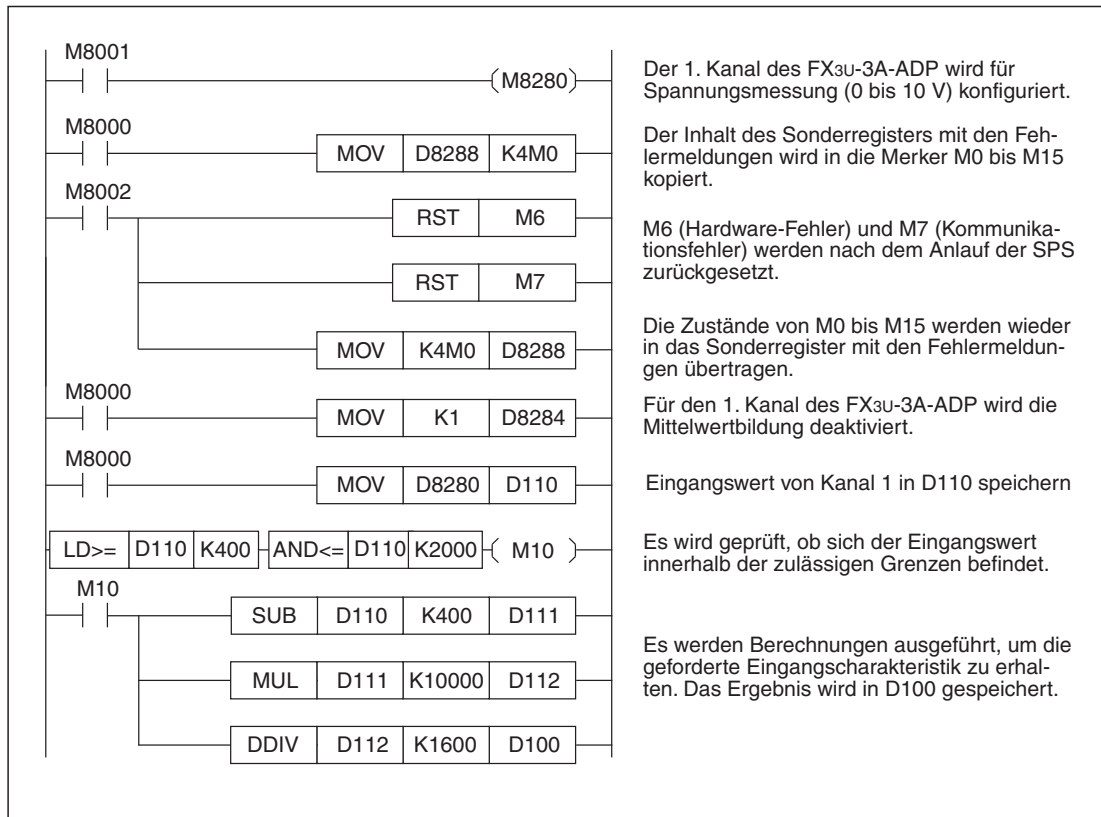 M8001
(M8280)
Der 1. Kanal des FX3U-3A-ADP wird für
Spannungsmessung (0 bis 10 V) konfiguriert.
M8000
MOV D8288 K4M0
Der Inhalt des Sonderregisters mit den Feh-
lermeldungen wird in die Merker M0 bis M15
kopiert.
M8002
RST M6
RST M7
M6 (Hardware-Fehler) und M7 (Kommunika-
tionsfehler) werden nach dem Anlauf der SPS
zurückgesetzt.
MOV K4M0 D8288
Die Zustände von M0 bis M15 werden wieder
in das Sonderregister mit den Fehlermeldun-
gen übertragen.
M8000
MOV K1 D8284
Für den 1. Kanal des FX3U-3A-ADP wird die
Mittelwertbildung deaktiviert.
M8000
MOV D8280 D110
Eingangswert von Kanal 1 in D110 speichern
LD>= D110 K400 AND<= D110 K2000 ( M10 )
Es wird geprüft, ob sich der Eingangswert
innerhalb der zulässigen Grenzen befindet.
M10
SUB D110 K400 D111
MUL D111 K10000 D112
DDIV D112 K1600 D100
Es werden Berechnungen ausgeführt, um die
geforderte Eingangscharakteristik zu erhal-
ten. Das Ergebnis wird in D100 gespeichert.